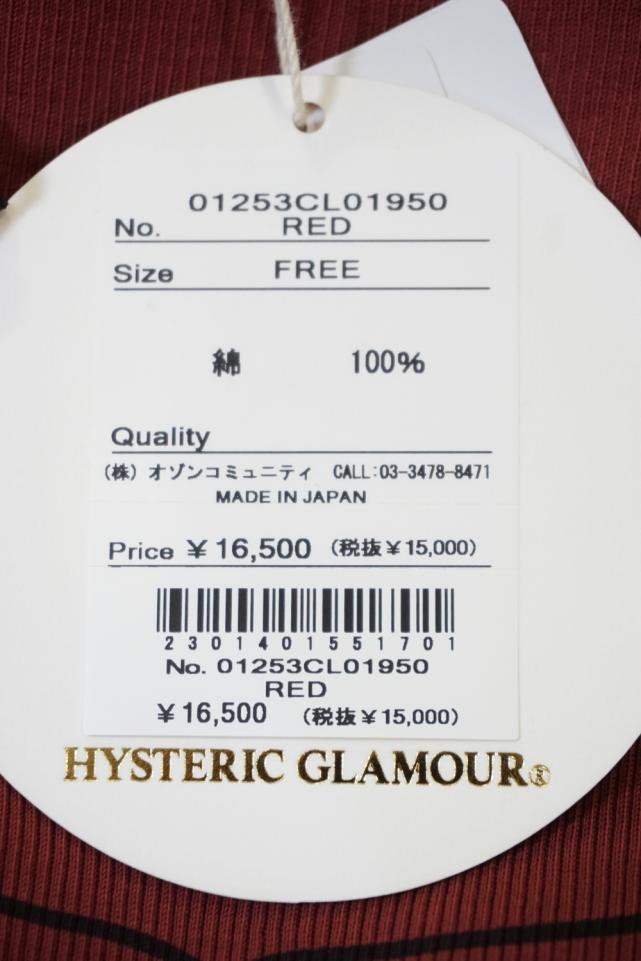 01253CL01950
No. RED
Size FREE
綿 100%
Quality
(株) オゾンコミュニティ CALL:03-3478-8471
MADE IN JAPAN
Price ¥16,500 (税抜¥15,000)
2301401551701
No. 01253CL01950
RED
¥16,500 (税抜¥15,000)
HYSTERIC GLAMOUR®